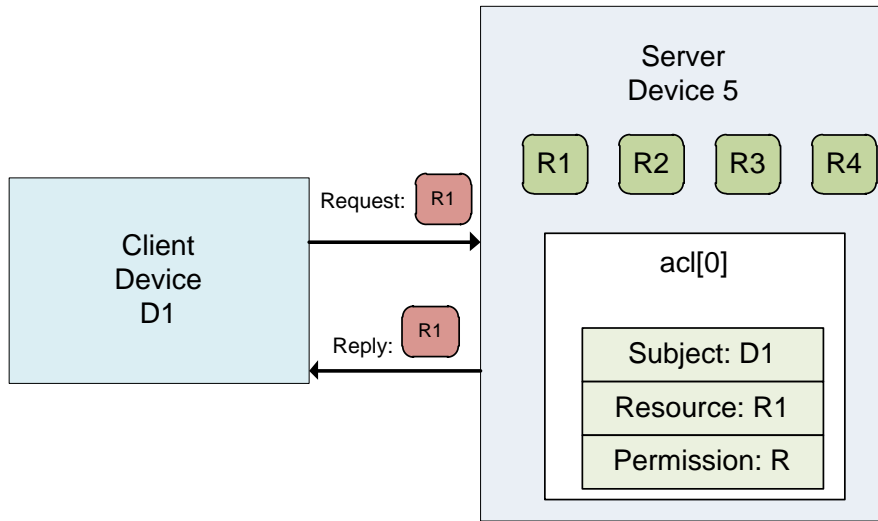 Server
Device 5
R1 R2 R3 R4
Request: R1
Client
Device
D1
Reply: R1
acl[0]
Subject: D1
Resource: R1
Permission: R